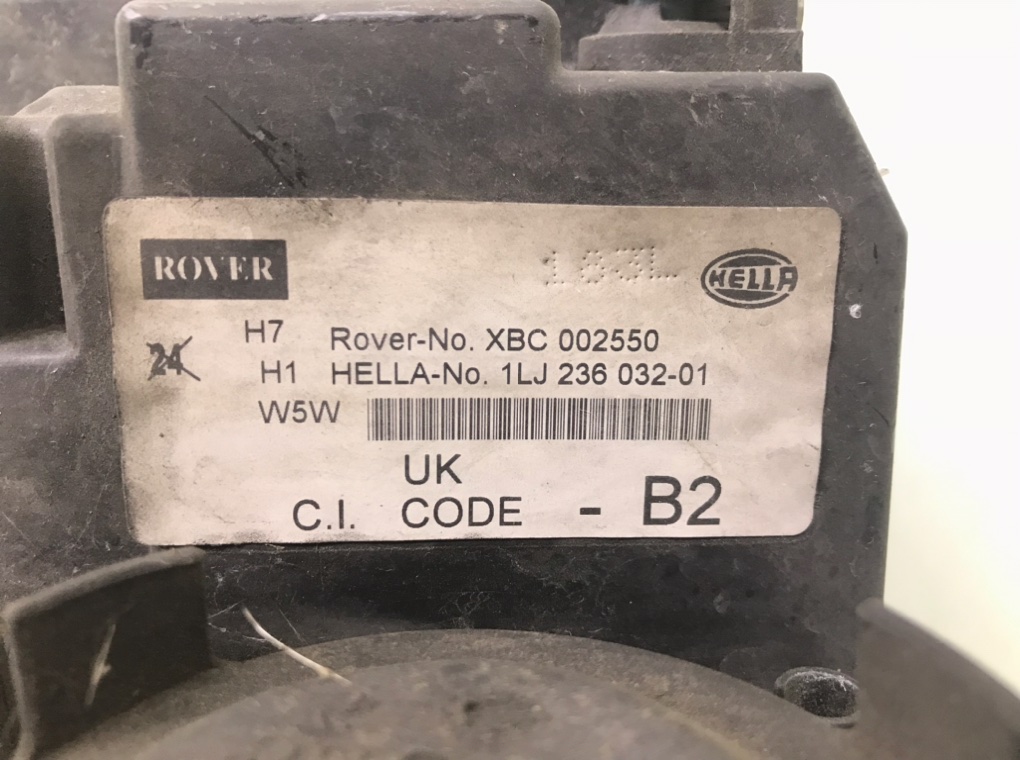 ROVER
183L
HELLA
H7 Rover-No. XBC 002550
24
H1 HELLA-No. 1LJ 236 032-01
W5W
UK
C.I. CODE - B2